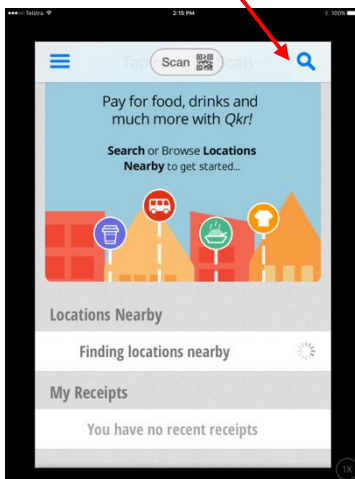 Telstra
2:15 PM
100%
Scan
Pay for food, drinks and
much more with Qkr!
Search or Browse Locations
Nearby to get started...
Locations Nearby
Finding locations nearby
My Receipts
You have no recent receipts
1X